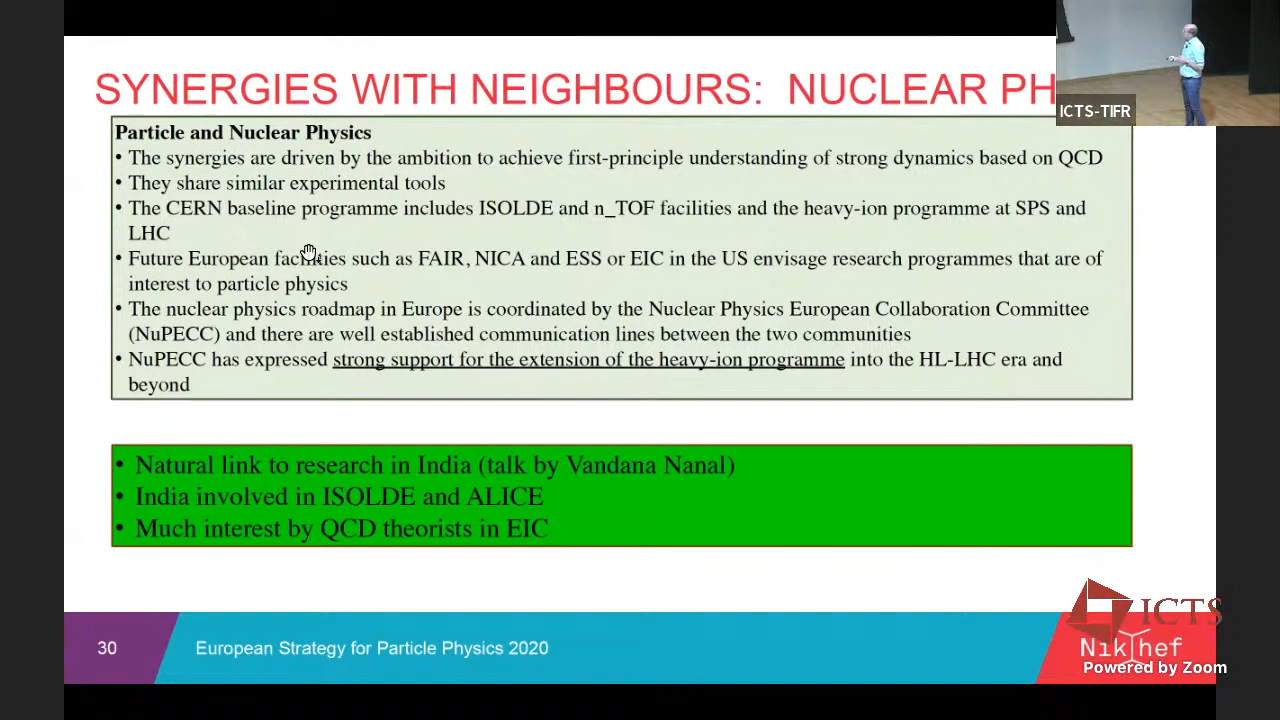 SYNERGIES WITH NEIGHBOURS: NUCLEAR PH
ICTS-TIFR
Particle and Nuclear Physics
• The synergies are driven by the ambition to achieve first-principle understanding of strong dynamics based on QCD
• They share similar experimental tools
• The CERN baseline programme includes ISOLDE and n_TOF facilities and the heavy-ion programme at SPS and
LHC
• Future European facilities such as FAIR, NICA and ESS or EIC in the US envisage research programmes that are of
interest to particle physics
• The nuclear physics roadmap in Europe is coordinated by the Nuclear Physics European Collaboration Committee
(NuPECC) and there are well established communication lines between the two communities
• NuPECC has expressed strong support for the extension of the heavy-ion programme into the HL-LHC era and
beyond
• Natural link to research in India (talk by Vandana Nanal)
• India involved in ISOLDE and ALICE
• Much interest by QCD theorists in EIC
ICTS
30
European Strategy for Particle Physics 2020
Nikhef
Powered by Zoom